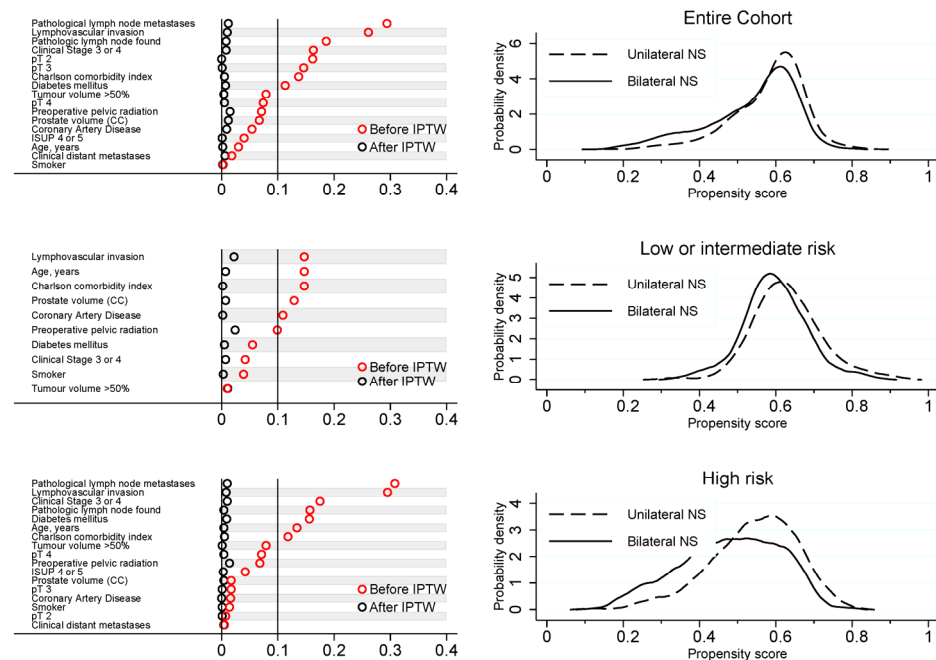 Pathological lymph node metastases
Lymphovascular invasion
Pathologic lymph node found
Clinical Stage 3 or 4
pT 2
pT 3
Charlson comorbidity index
Diabetes mellitus
Tumour volume >50%
pT 4
Preoperative pelvic radiation
Prostate volume (CC)
Coronary Artery Disease
ISUP 4 or 5
Age, years
Clinical distant metastases
Smoker
Before IPTW
After IPTW
0 0.1 0.2 0.3 0.4
Entire Cohort
Probability density
6
4
2
0
Unilateral NS
Bilateral NS
0 0.2 0.4 0.6 0.8 1
Propensity score
Lymphovascular invasion
Age, years
Charlson comorbidity index
Prostate volume (CC)
Coronary Artery Disease
Preoperative pelvic radiation
Diabetes mellitus
Clinical Stage 3 or 4
Smoker
Tumour volume >50%
Before IPTW
After IPTW
0 0.1 0.2 0.3 0.4
Low or intermediate risk
Probability density
5
4
3
2
1
0
Unilateral NS
Bilateral NS
0 0.2 0.4 0.6 0.8 1
Propensity score
Pathological lymph node metastases
Lymphovascular invasion
Clinical Stage 3 or 4
Pathologic lymph node found
Diabetes mellitus
Age, years
Charlson comorbidity index
Tumour volume >50%
pT 4
Preoperative pelvic radiation
ISUP 4 or 5
Prostate volume (CC)
pT 3
Coronary Artery Disease
Smoker
pT 2
Clinical distant metastases
Before IPTW
After IPTW
0 0.1 0.2 0.3 0.4
High risk
Probability density
4
3
2
1
0
Unilateral NS
Bilateral NS
0 0.2 0.4 0.6 0.8 1
Propensity score